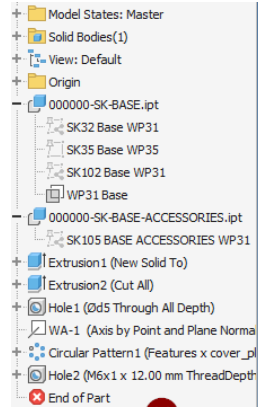 Model States: Master
Solid Bodies(1)
View: Default
Origin
000000-SK-BASE.ipt
SK32 Base WP31
SK35 Base WP35
SK102 Base WP31
WP31 Base
000000-SK-BASE-ACCESSORIES.ipt
SK105 BASE ACCESSORIES WP31
Extrusion1 (New Solid To)
Extrusion2 (Cut All)
Hole1 (Ød5 Through All Depth)
WA-1 (Axis by Point and Plane Norma
Circular Pattern1 (Features x cover_pl
Hole2 (M6x1 x 12.00 mm ThreadDepth
End of Part